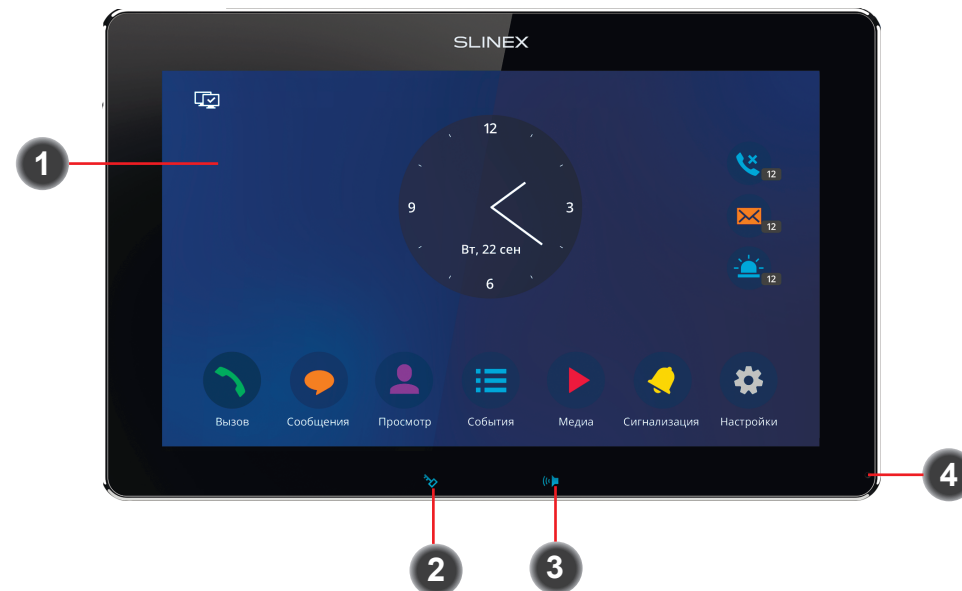 SLINEX
12
9
3
Вт, 22 сен
6
12
12
12
Вызов
Сообщения
Просмотр
События
Медиа
Сигнализация
Настройки
1
2
3
4